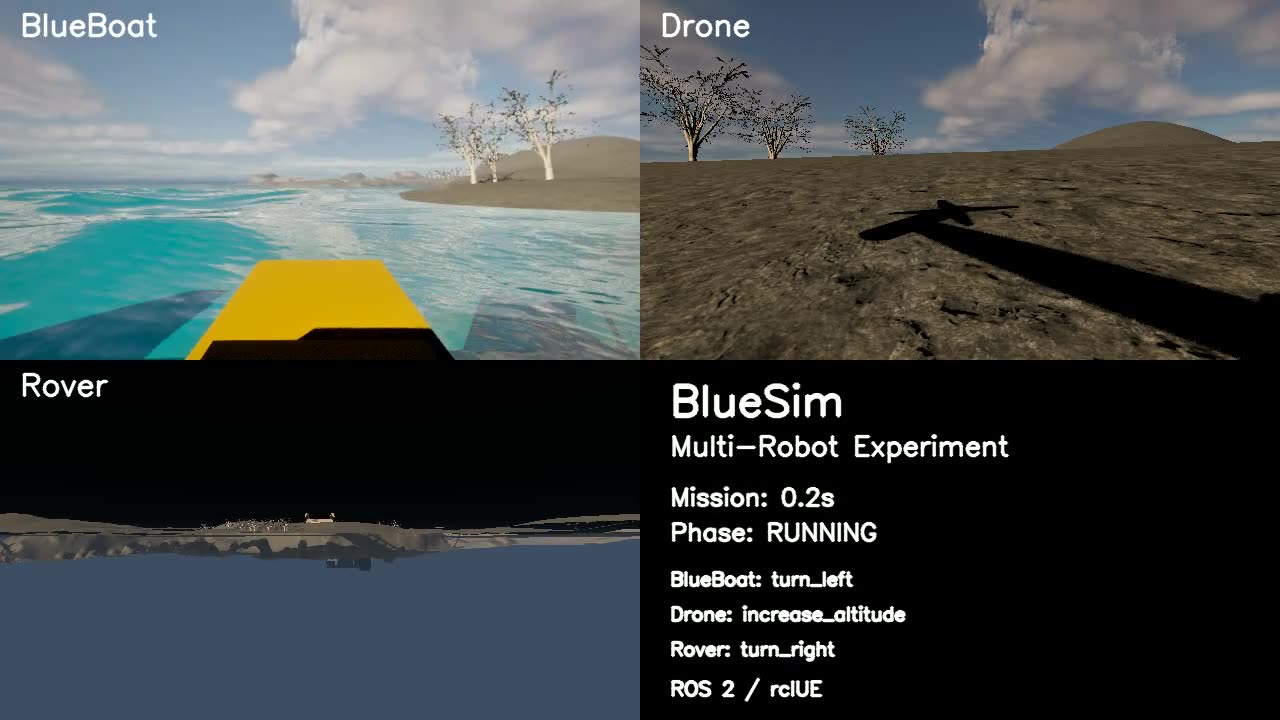 BlueBoat
Drone
Rover
BlueSim
Multi-Robot Experiment
Mission: 0.2s
Phase: RUNNING
BlueBoat: turn_left
Drone: increase_altitude
Rover: turn_right
ROS 2 / rclUE